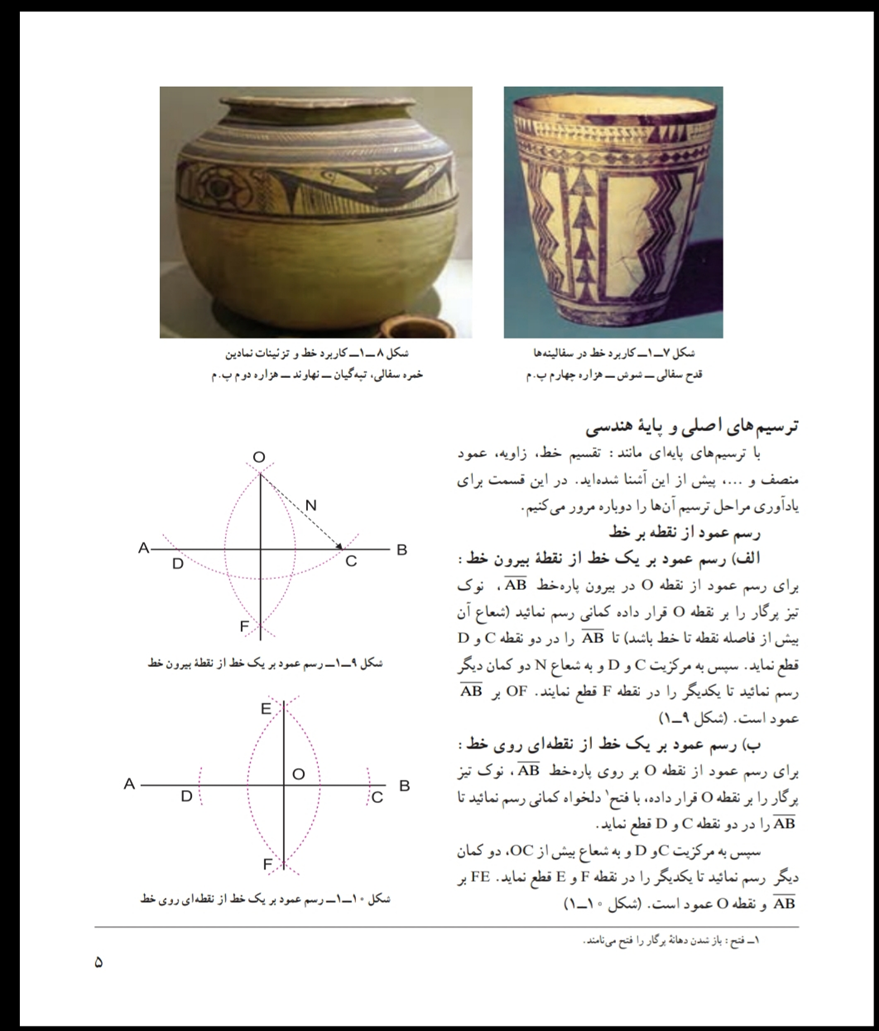 شکل ۷ــ۱ــ کاربرد خط در سفالینه‌ها
قدح سفالی ــ شوش ــ هزاره چهارم ب.م
شکل ۸ ــ۱ــ کاربرد خط و تزئینات نمادین
خمره سفالی، تپه‌گیان ــ نهاوند ــ هزاره دوم ب.م
ترسیم‌های اصلی و پایهٔ هندسی
با ترسیم‌های پایه‌ای مانند : تقسیم خط، زاویه، عمود
منصف و ...، پیش از این آشنا شده‌اید. در این قسمت برای
یادآوری مراحل ترسیم آن‌ها را دوباره مرور می‌کنیم.
رسم عمود از نقطه بر خط
الف) رسم عمود بر یک خط از نقطهٔ بیرون خط :
برای رسم عمود از نقطه O در بیرون پاره‌خط A̅B̅ ، نوک
تیز پرگار را بر نقطه O قرار داده کمانی رسم نمائید (شعاع آن
بیش از فاصله نقطه تا خط باشد) تا A̅B̅ را در دو نقطه C و D
قطع نماید. سپس به مرکزیت C و D و به شعاع N دو کمان دیگر
رسم نمائید تا یکدیگر را در نقطه F قطع نمایند. OF بر A̅B̅
عمود است. (شکل ۹ــ۱)
ب) رسم عمود بر یک خط از نقطه‌ای روی خط :
برای رسم عمود از نقطه O بر روی پاره‌خط A̅B̅ ، نوک تیز
پرگار را بر نقطه O قرار داده، با فتح۱ دلخواه کمانی رسم نمائید تا
A̅B̅ را در دو نقطه C و D قطع نماید.
سپس به مرکزیت C و D و به شعاع بیش از OC، دو کمان
دیگر رسم نمائید تا یکدیگر را در نقطه F و E قطع نماید. FE بر
A̅B̅ و نقطه O عمود است. (شکل ۱۰ــ۱)
O
N
A
B
D
C
F
شکل ۹ــ۱ــ رسم عمود بر یک خط از نقطهٔ بیرون خط
E
O
A
B
D
C
F
شکل ۱۰ــ۱ــ رسم عمود بر یک خط از نقطه‌ای روی خط
۱ــ فتح : باز شدن دهانهٔ پرگار را فتح می‌نامند.
۵